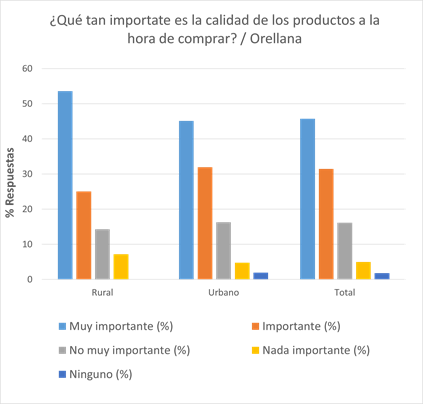 ¿Qué tan importate es la calidad de los productos a la
hora de comprar? / Orellana
60
50
40
30
20
10
0
% Respuestas
Rural
Urbano
Total
Muy importante (%)
Importante (%)
No muy importante (%)
Nada importante (%)
Ninguno (%)